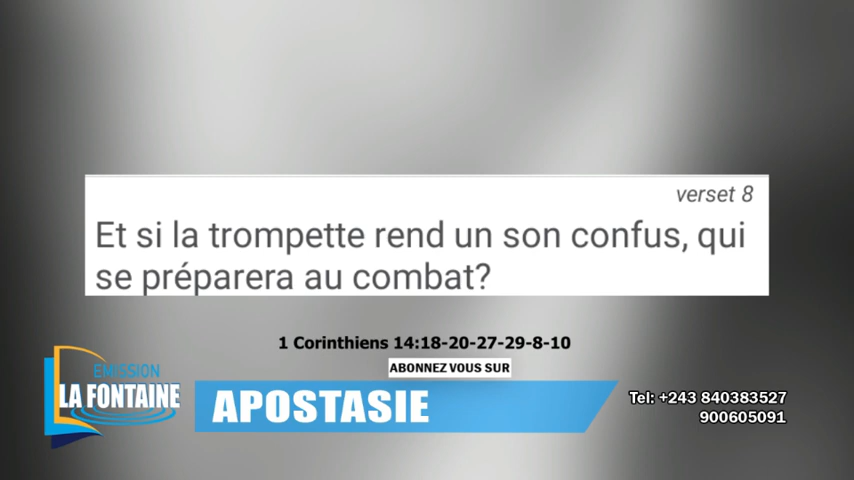 verset 8
Et si la trompette rend un son confus, qui
se préparera au combat?
1 Corinthiens 14:18-20-27-29-8-10
ABONNEZ VOUS SUR
EMISSION
LA FONTAINE
APOSTASIE
Tel: +243 840383527
900605091